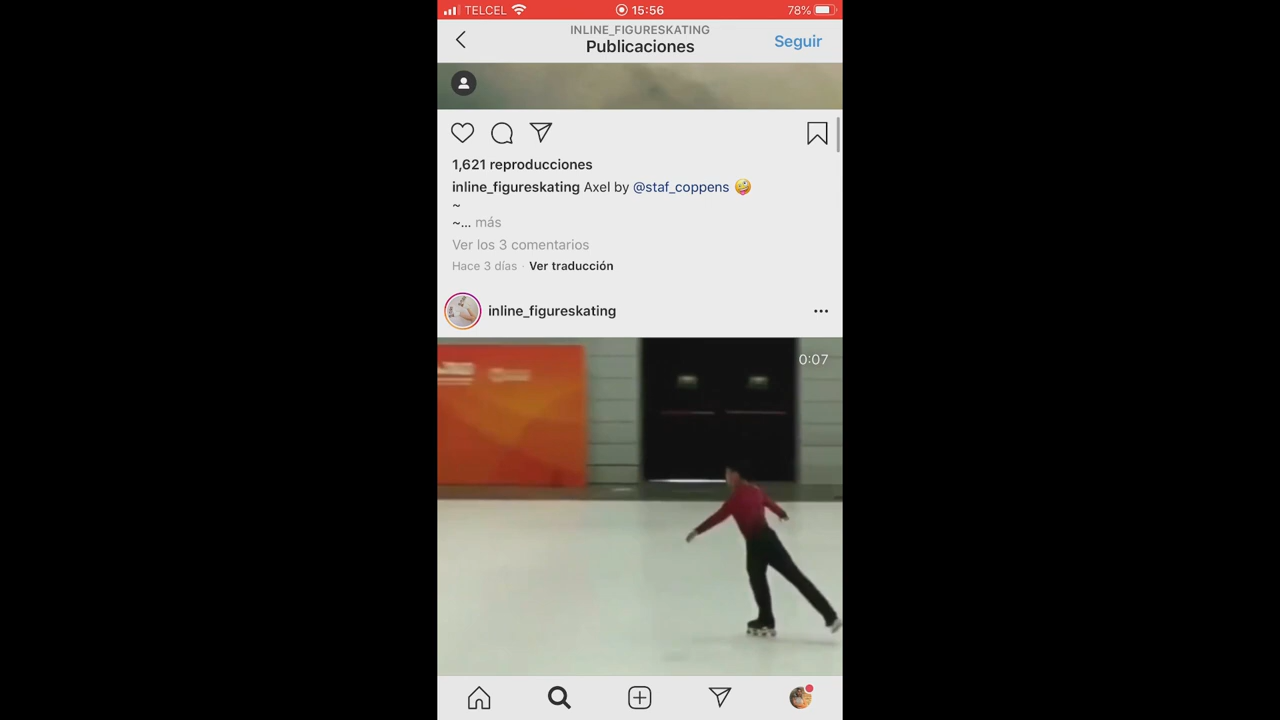 TELCEL 15:56 78%
INLINE_FIGURESKATING
Publicaciones
Seguir
1,621 reproducciones
inline_figureskating Axel by @staf_coppens 🤪
~
~... más
Ver los 3 comentarios
Hace 3 días · Ver traducción
inline_figureskating
0:07